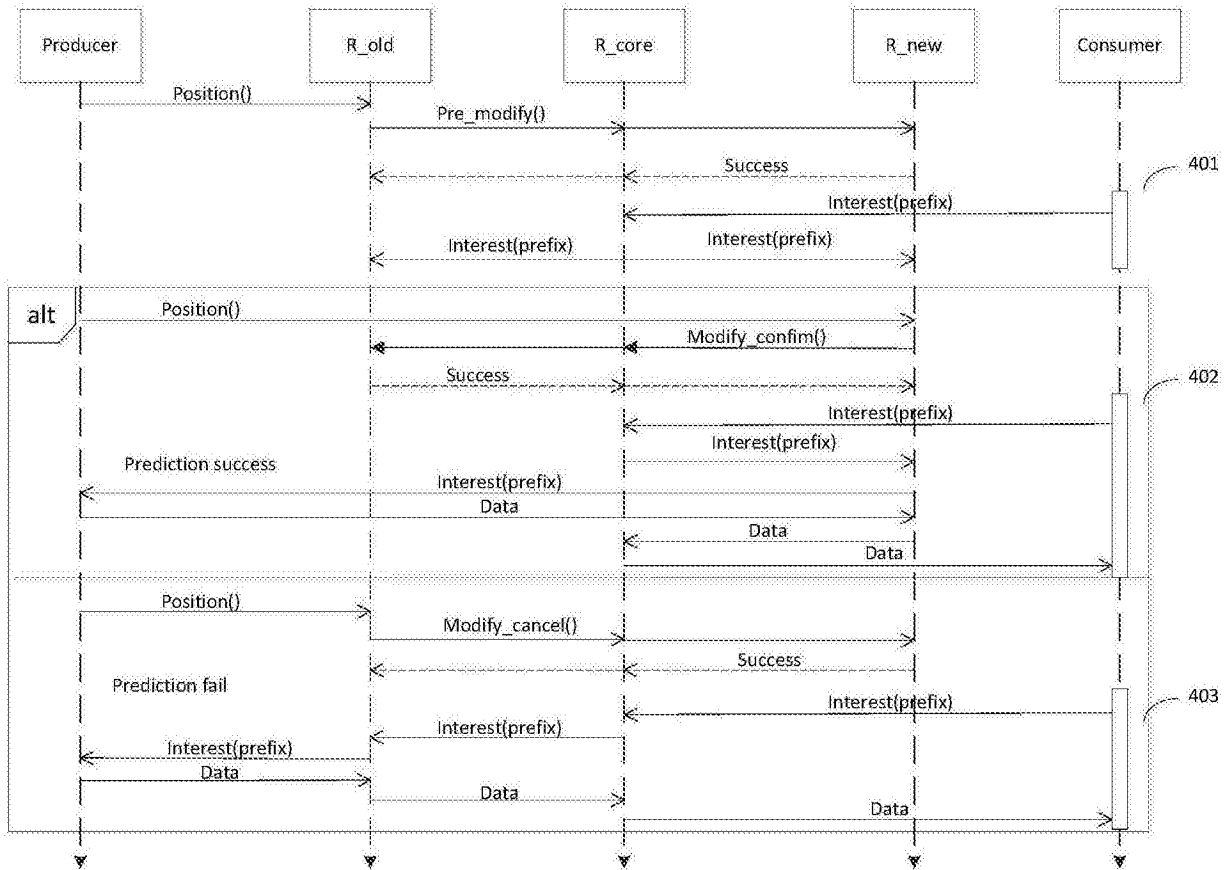 Producer
R_old
R_core
R_new
Consumer
Position()
Pre_modify()
Success
401
Interest(prefix)
Interest(prefix)
Interest(prefix)
alt
Position()
Modify_confim()
Success
402
Interest(prefix)
Interest(prefix)
Prediction success
Interest(prefix)
Data
Data
Data
Position()
Modify_cancel()
Success
Prediction fail
403
Interest(prefix)
Interest(prefix)
Interest(prefix)
Data
Data
Data